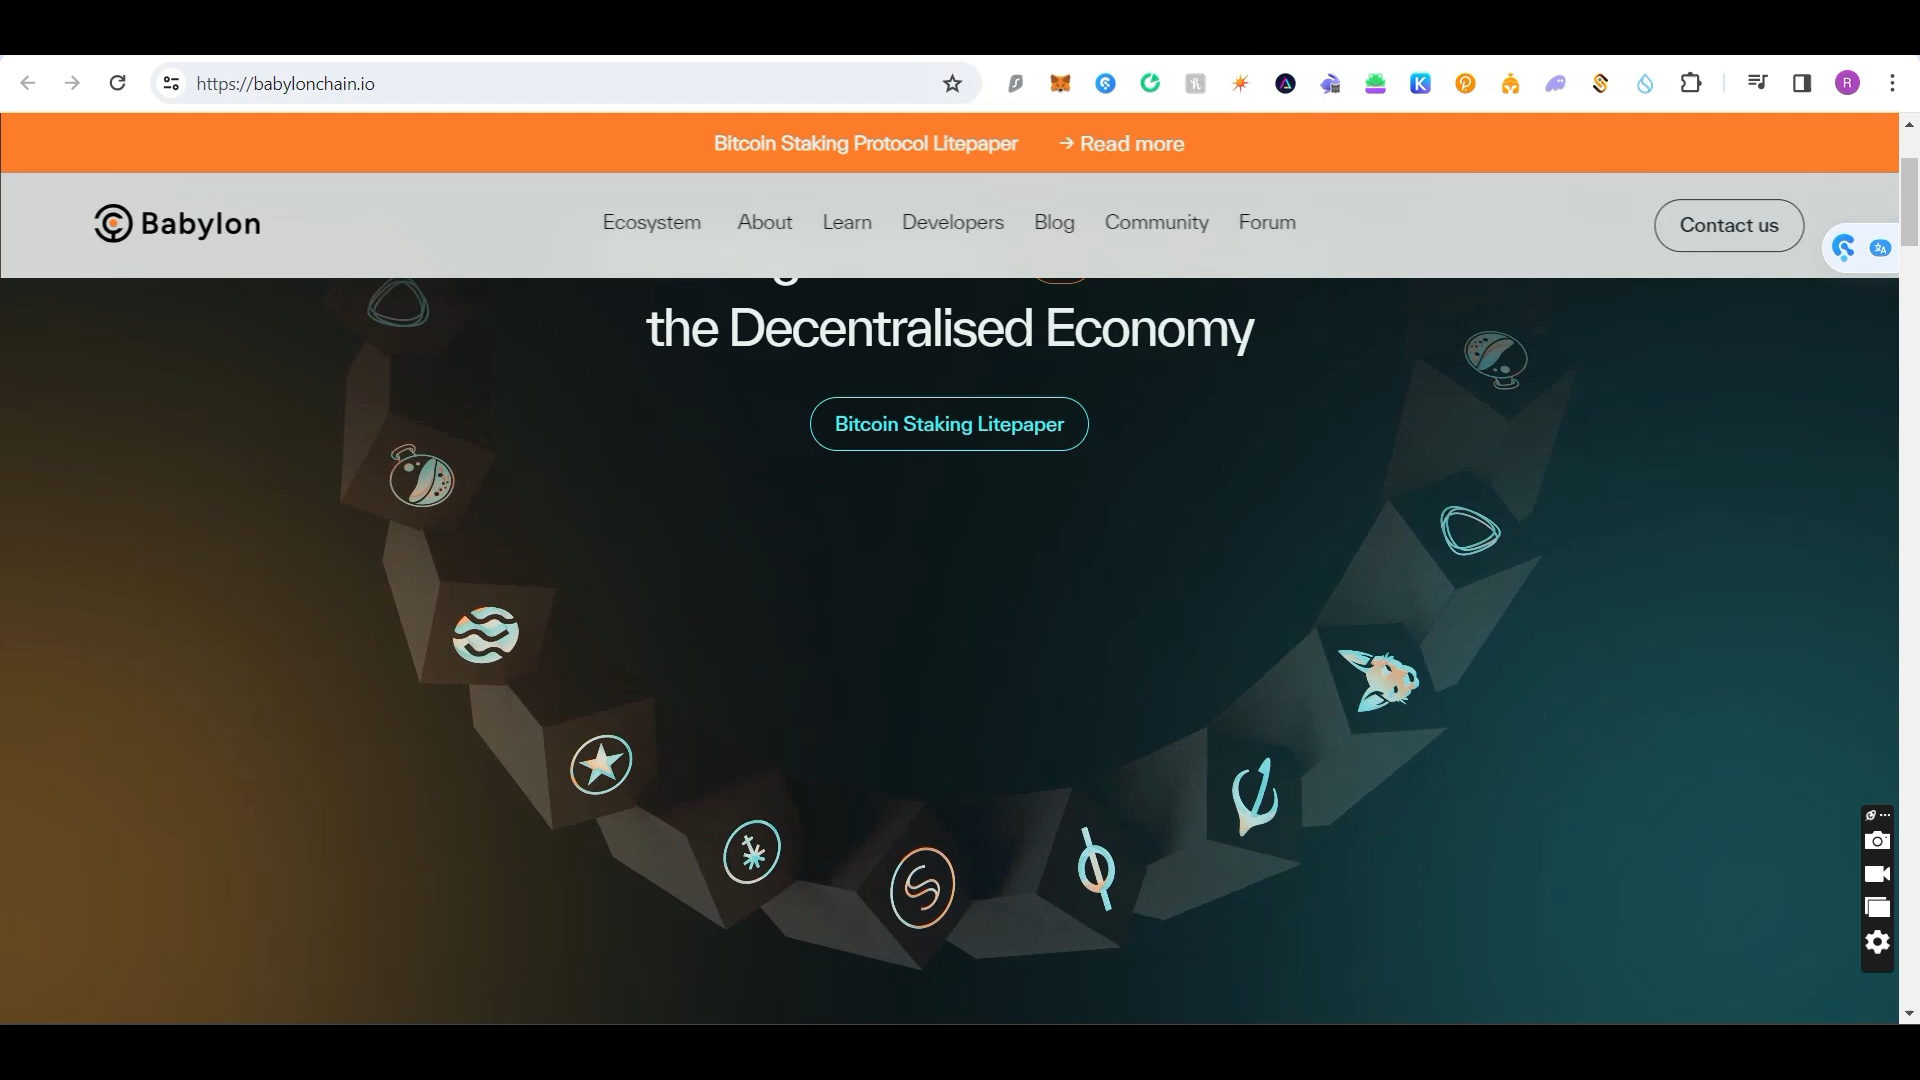 https://babylonchain.io
R
Bitcoin Staking Protocol Litepaper → Read more
Babylon
Ecosystem About Learn Developers Blog Community Forum
Contact us
the Decentralised Economy
Bitcoin Staking Litepaper